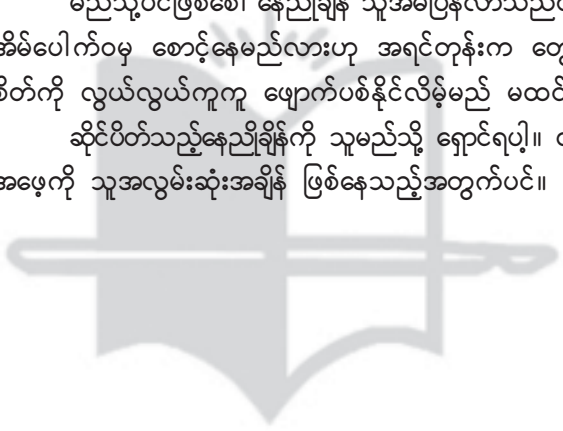 မည်သို့ပင်ဖြစ်စေ၊ နေ့ညချိန် သူအိမ်ပြန်လာသည်
အိမ်ပေါက်ဝမှ စောင့်နေမည်လားဟု အရင်တုန်းက
စိတ်ကို လွယ်လွယ်ကူကူ ဖျောက်ပစ်နိုင်လိမ့်မည်
ဆိုင်ပိတ်သည့်နေ့ညချိန်ကို သူမည်သို့ ရှောင်ရပါ့။
အဖေ့ကို သူအလွမ်းဆုံးအချိန် ဖြစ်နေသည့်အတွက်ပင်။